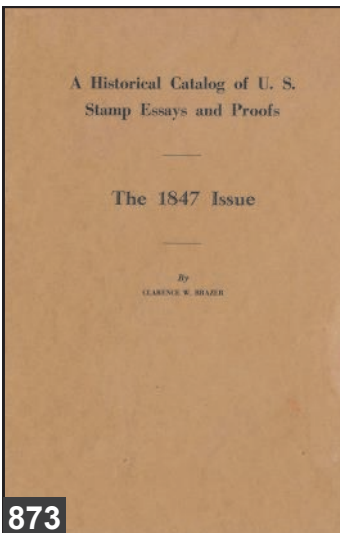 A Historical Catalog of U. S.
Stamp Essays and Proofs
The 1847 Issue
By
CLARENCE W. BRAZER
873